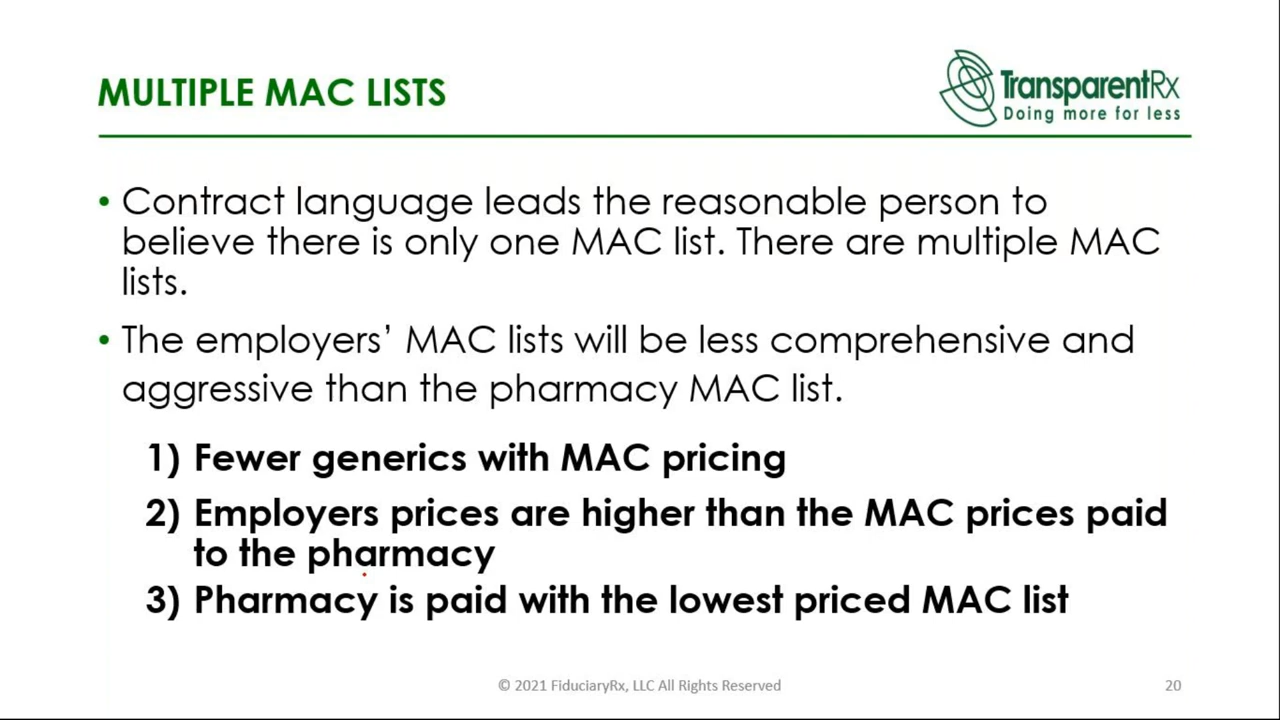 MULTIPLE MAC LISTS
TransparentRx
Doing more for less
• Contract language leads the reasonable person to
believe there is only one MAC list. There are multiple MAC
lists.
• The employers’ MAC lists will be less comprehensive and
aggressive than the pharmacy MAC list.
1) Fewer generics with MAC pricing
2) Employers prices are higher than the MAC prices paid
to the pharmacy
3) Pharmacy is paid with the lowest priced MAC list
© 2021 FiduciaryRx, LLC All Rights Reserved
20